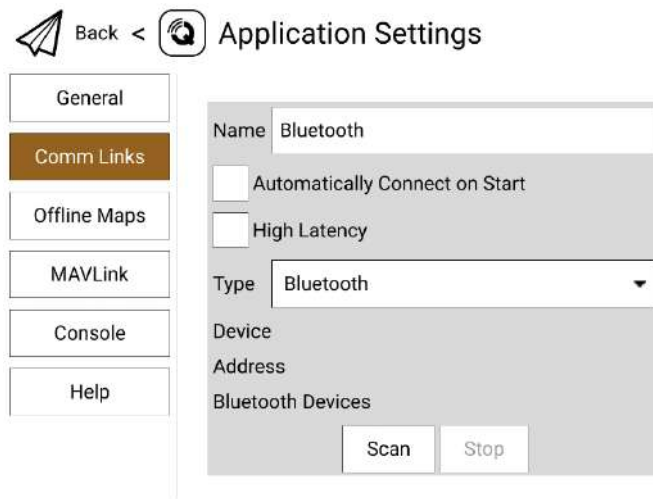 Back < Application Settings
General
Comm Links
Offline Maps
MAVLink
Console
Help
Name Bluetooth
Automatically Connect on Start
High Latency
Type Bluetooth
Device
Address
Bluetooth Devices
Scan Stop